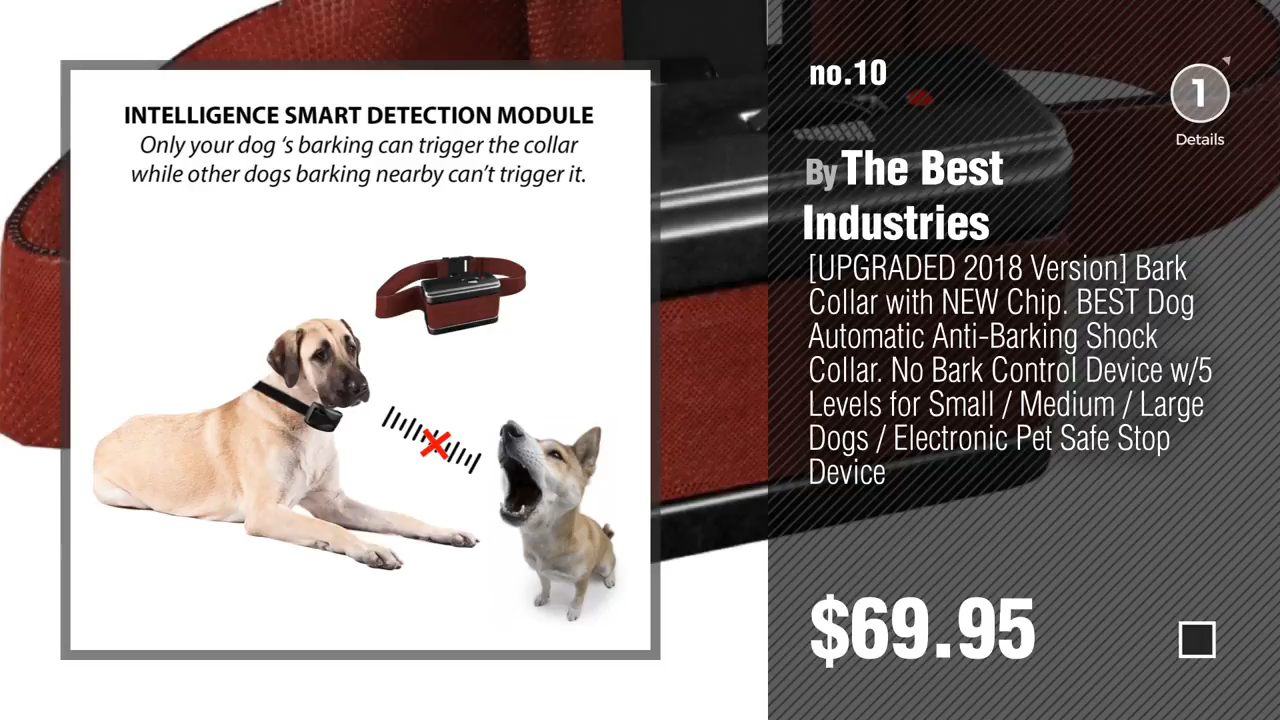 INTELLIGENCE SMART DETECTION MODULE
Only your dog ‘s barking can trigger the collar
while other dogs barking nearby can’t trigger it.
no.10
1
Details
By The Best
Industries
[UPGRADED 2018 Version] Bark
Collar with NEW Chip. BEST Dog
Automatic Anti-Barking Shock
Collar. No Bark Control Device w/5
Levels for Small / Medium / Large
Dogs / Electronic Pet Safe Stop
Device
$69.95